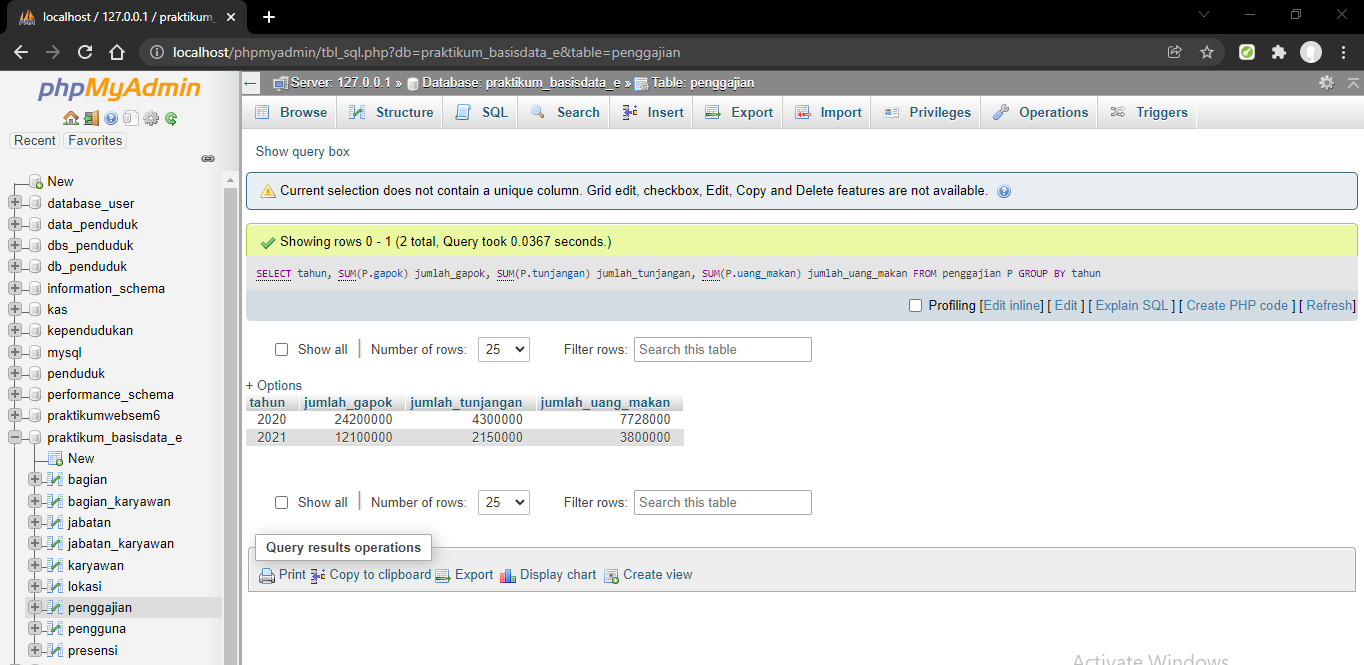 localhost / 127.0.0.1 / praktikum_
localhost/phpmyadmin/tbl_sql.php?db=praktikum_basisdata_e&table=penggajian
phpMyAdmin
Recent Favorites
New
database_user
data_penduduk
dbs_penduduk
db_penduduk
information_schema
kas
kependudukan
mysql
penduduk
performance_schema
praktikumwebsem6
praktikum_basisdata_e
New
bagian
bagian_karyawan
jabatan
jabatan_karyawan
karyawan
lokasi
penggajian
pengguna
presensi
Server: 127.0.0.1 » Database: praktikum_basisdata_e » Table: penggajian
Browse Structure SQL Search Insert Export Import Privileges Operations Triggers
Show query box
Current selection does not contain a unique column. Grid edit, checkbox, Edit, Copy and Delete features are not available.
Showing rows 0 - 1 (2 total, Query took 0.0367 seconds.)
SELECT tahun, SUM(P.gapok) jumlah_gapok, SUM(P.tunjangan) jumlah_tunjangan, SUM(P.uang_makan) jumlah_uang_makan FROM penggajian P GROUP BY tahun
Profiling [Edit inline] [ Edit ] [ Explain SQL ] [ Create PHP code ] [ Refresh]
Show all | Number of rows: 25 Filter rows: Search this table
+ Options
tahun jumlah_gapok jumlah_tunjangan jumlah_uang_makan
2020 24200000 4300000 7728000
2021 12100000 2150000 3800000
Show all | Number of rows: 25 Filter rows: Search this table
Query results operations
Print Copy to clipboard Export Display chart Create view
Activate Windows